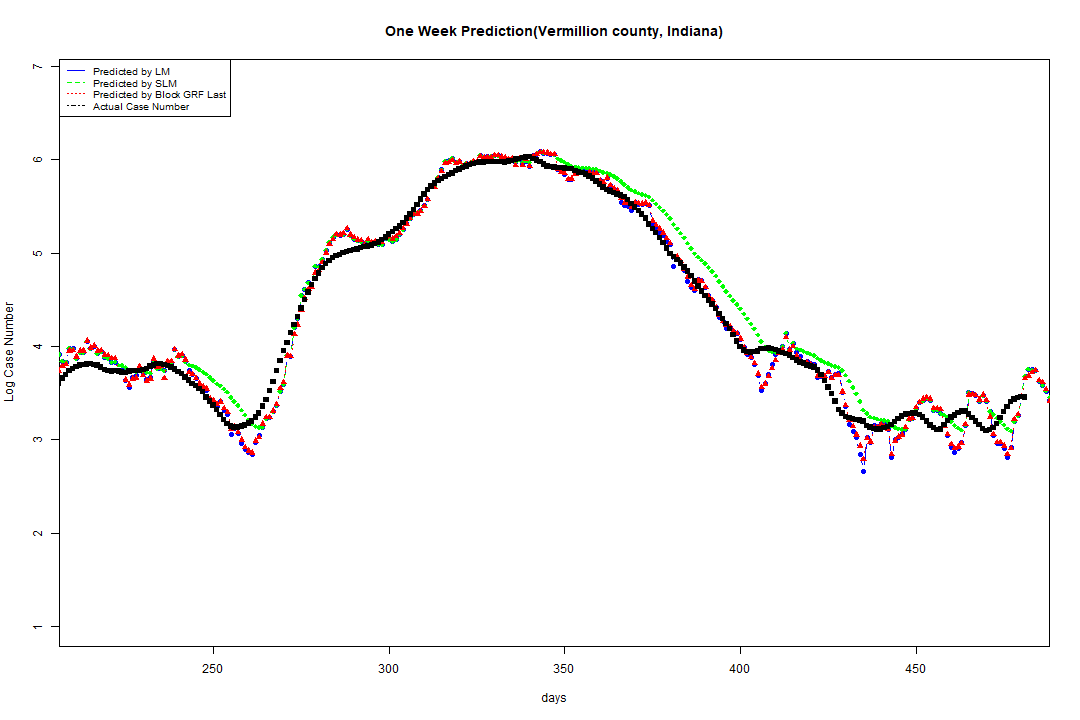 One Week Prediction(Vermillion county, Indiana)
Predicted by LM
Predicted by SLM
Predicted by Block GRF Last
Actual Case Number
7
6
5
4
3
2
1
Log Case Number
250
300
350
400
450
days